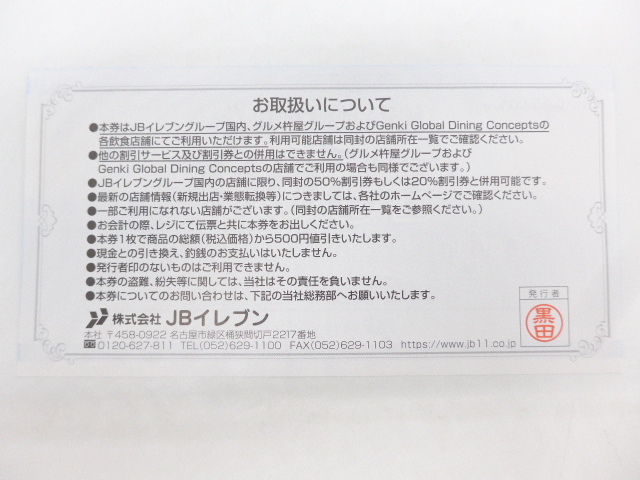 お取扱いについて
●本券はJBイレブングループ国内、グルメ杵屋グループおよびGenki Global Dining Conceptsの
各飲食店舗にてご利用いただけます。利用可能店舗は同封の店舗所在一覧でご確認ください。
●他の割引サービス及び割引券との併用はできません。(グルメ杵屋グループおよび
Genki Global Dining Conceptsの店舗でご利用の場合も同様でございます。)
●JBイレブングループ国内の店舗に限り、同封の50%割引券もしくは20%割引券と併用可能です。
●最新の店舗情報(新規出店・業態転換等)につきましては、各社のホームページでご確認ください。
●一部ご利用になれない店舗がございます。(同封の店舗所在一覧をご参照ください。)
●お会計の際、レジにて伝票と共に本券をお出しください。
●本券1枚で商品の総額(税込価格)から500円値引きいたします。
●現金との引き換え、釣銭のお支払いはいたしません。
●発行者印のないものはご利用できません。
●本券の盗難、紛失等に関しては、当社はその責任を負いません。
●本券についてのお問い合わせは、下記の当社総務部へお願いいたします。
株式会社 JBイレブン
本社 〒458-0922 名古屋市緑区桶狭間切戸2217番地
0120-627-811 TEL(052)629-1100 FAX(052)629-1103 https://www.jb11.co.jp
発行者
黒田